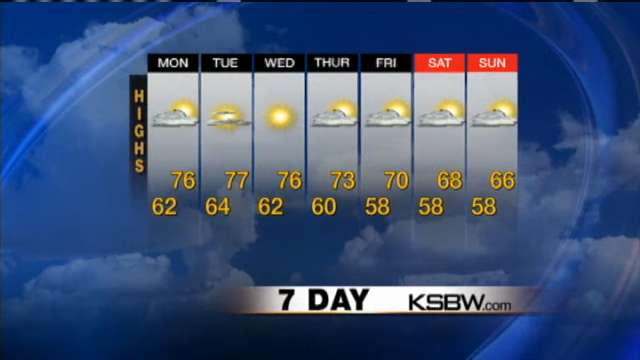 MON TUE WED THUR FRI SAT SUN
HIGHS
76 77 76 73 70 68 66
62 64 62 60 58 58 58
7 DAY KSBW.com